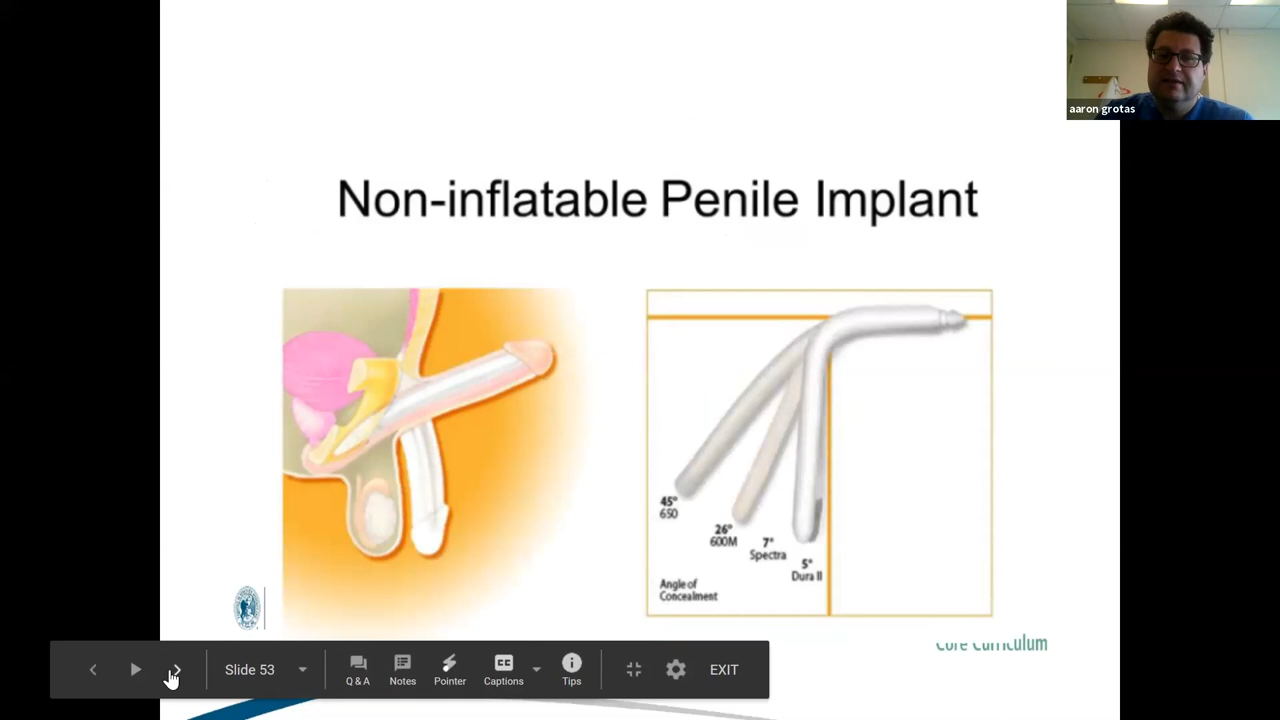 aaron grotas
Non-inflatable Penile Implant
45°
650
26°
600M
7°
Spectra
5°
Dura II
Angle of
Concealment
Core Curriculum
Slide 53
Q & A
Notes
Pointer
CC
Captions
Tips
EXIT